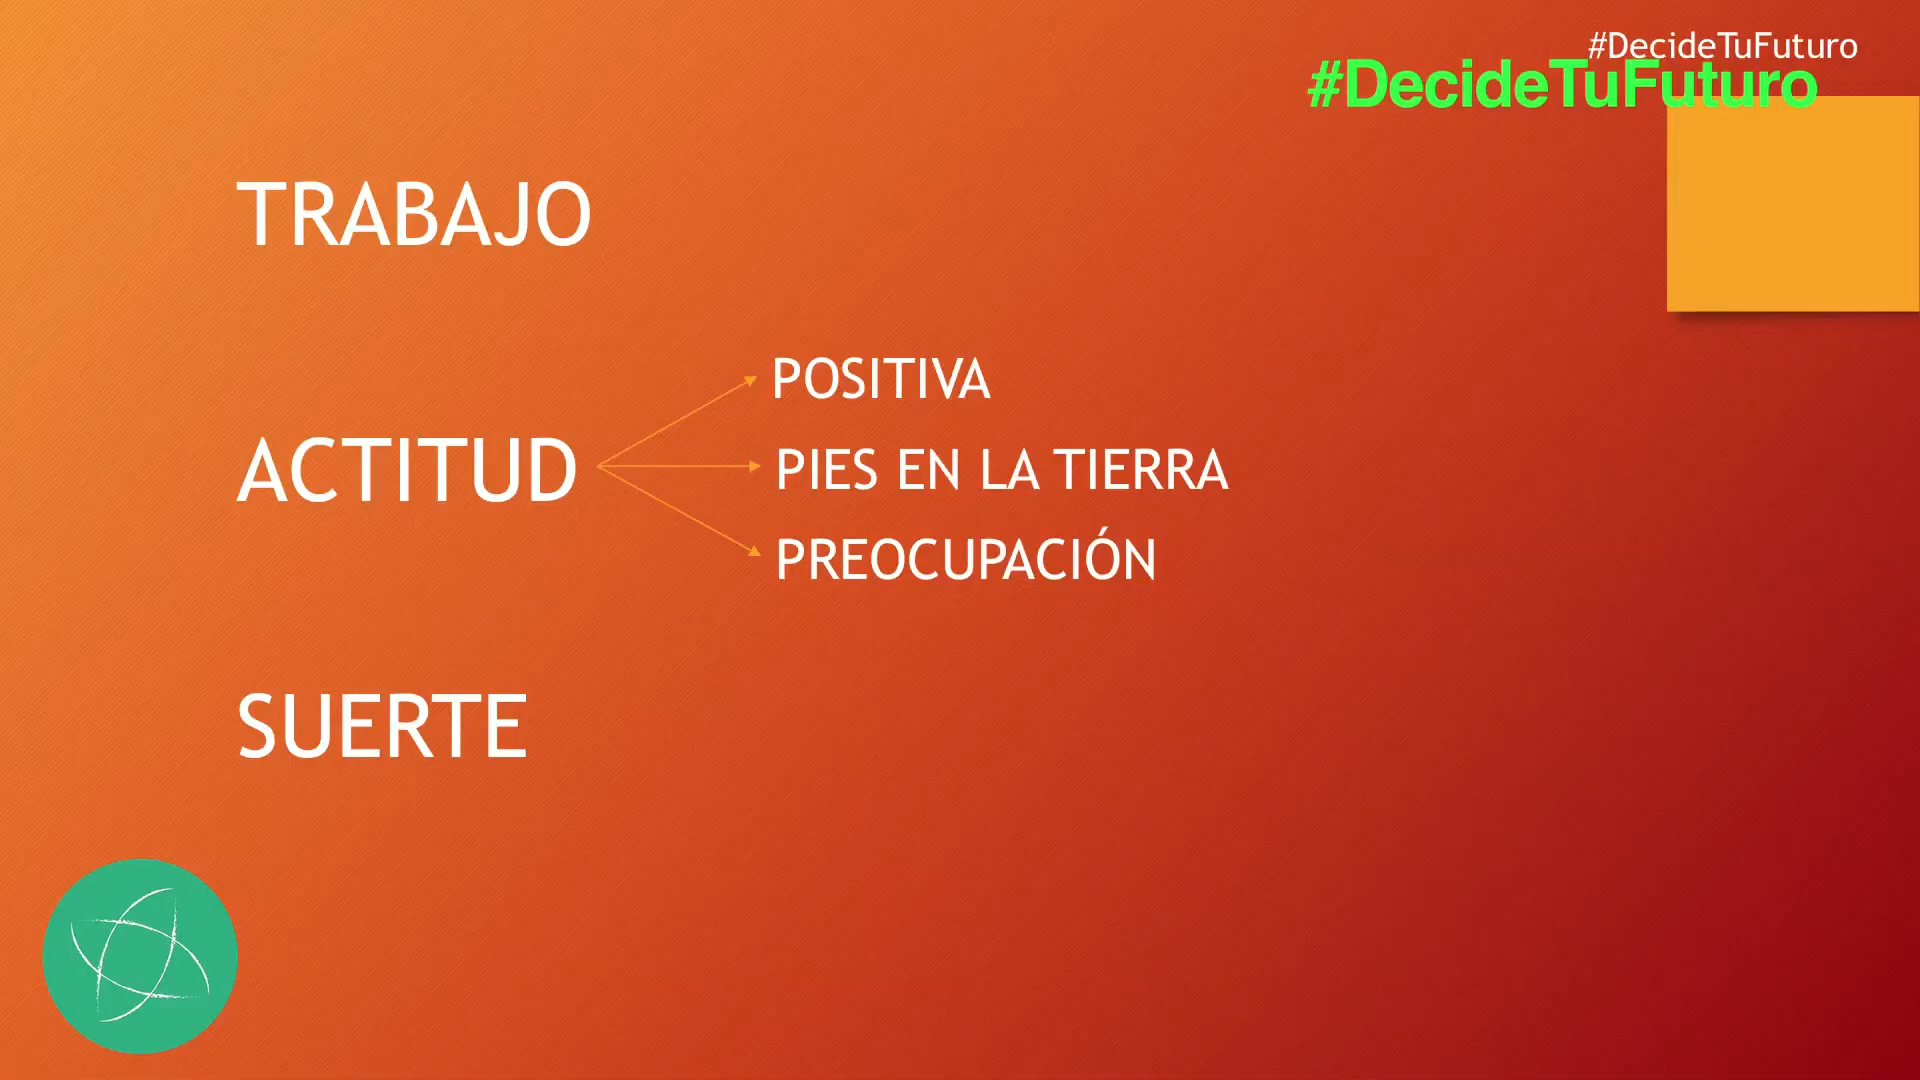 #DecideTuFuturo
#DecideTuFuturo
TRABAJO
POSITIVA
ACTITUD
PIES EN LA TIERRA
PREOCUPACIÓN
SUERTE